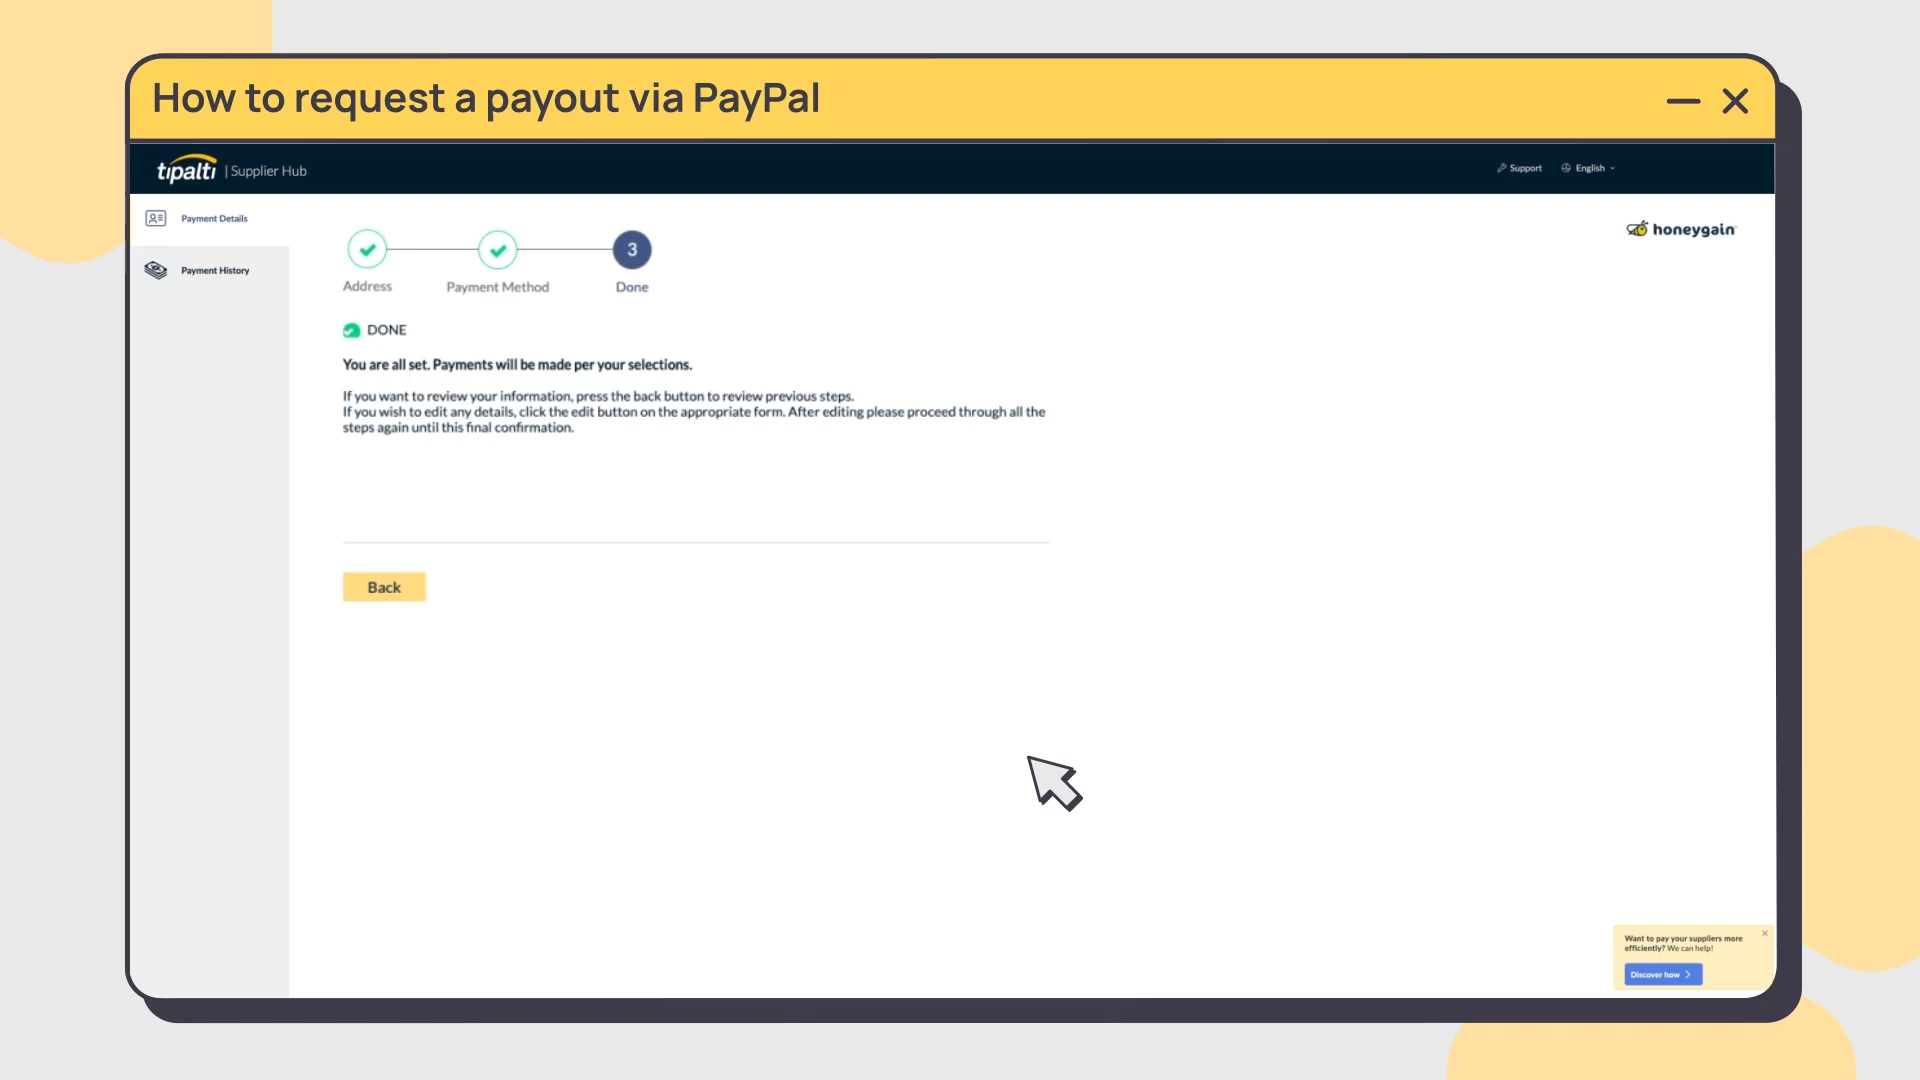 How to request a payout via PayPal
tipalti | Supplier Hub
Support
English
Payment Details
honeygain
3
Payment History
Address
Payment Method
Done
DONE
You are all set. Payments will be made per your selections.
If you want to review your information, press the back button to review previous steps.
If you wish to edit any details, click the edit button on the appropriate form. After editing please proceed through all the
steps again until this final confirmation.
Back
Want to pay your suppliers more
efficiently? We can help!
Discover how